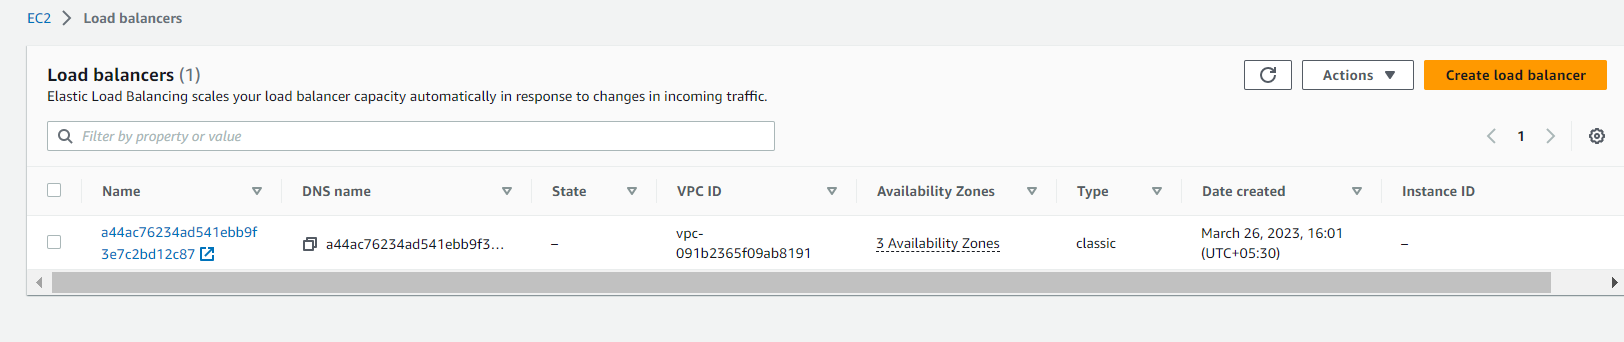 EC2 > Load balancers
Load balancers (1)
Actions
Create load balancer
Elastic Load Balancing scales your load balancer capacity automatically in response to changes in incoming traffic.
Filter by property or value
1
Name DNS name State VPC ID Availability Zones Type Date created Instance ID
a44ac76234ad541ebb9f
3e7c2bd12c87
a44ac76234ad541ebb9f3...
–
vpc-
091b2365f09ab8191
3 Availability Zones
classic
March 26, 2023, 16:01
(UTC+05:30)
–